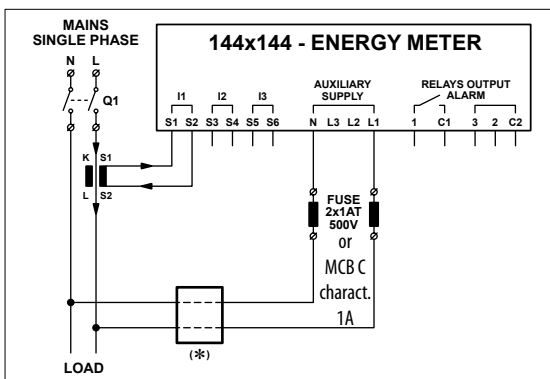 MAINS
SINGLE PHASE
N L
Q1
144x144 - ENERGY METER
I1 I2 I3
AUXILIARY
SUPPLY
RELAYS OUTPUT
ALARM
S1 S2 S3 S4 S5 S6 N L3 L2 L1 1 C1 3 2 C2
K S1
L S2
FUSE
2x1AT
500V
or
MCB C
charact.
1A
(*)
LOAD